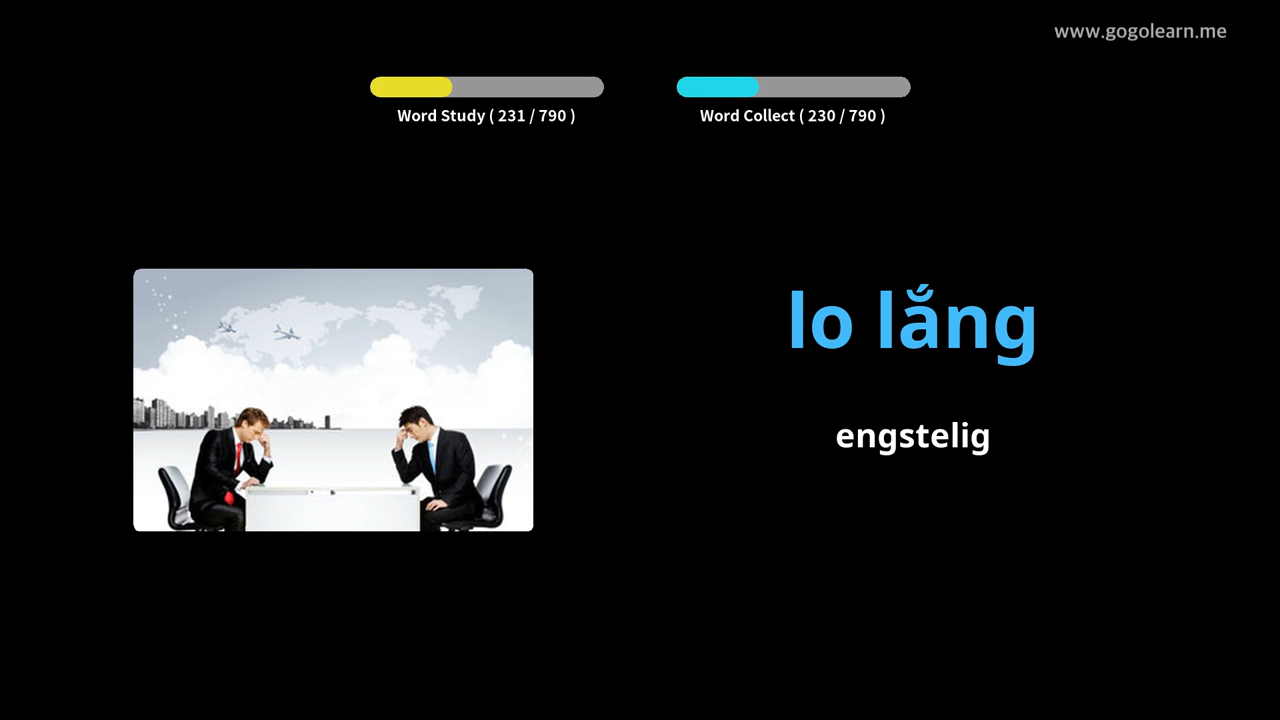 www.gogolearn.me
Word Study ( 231 / 790 )
Word Collect ( 230 / 790 )
lo lắng
engstelig